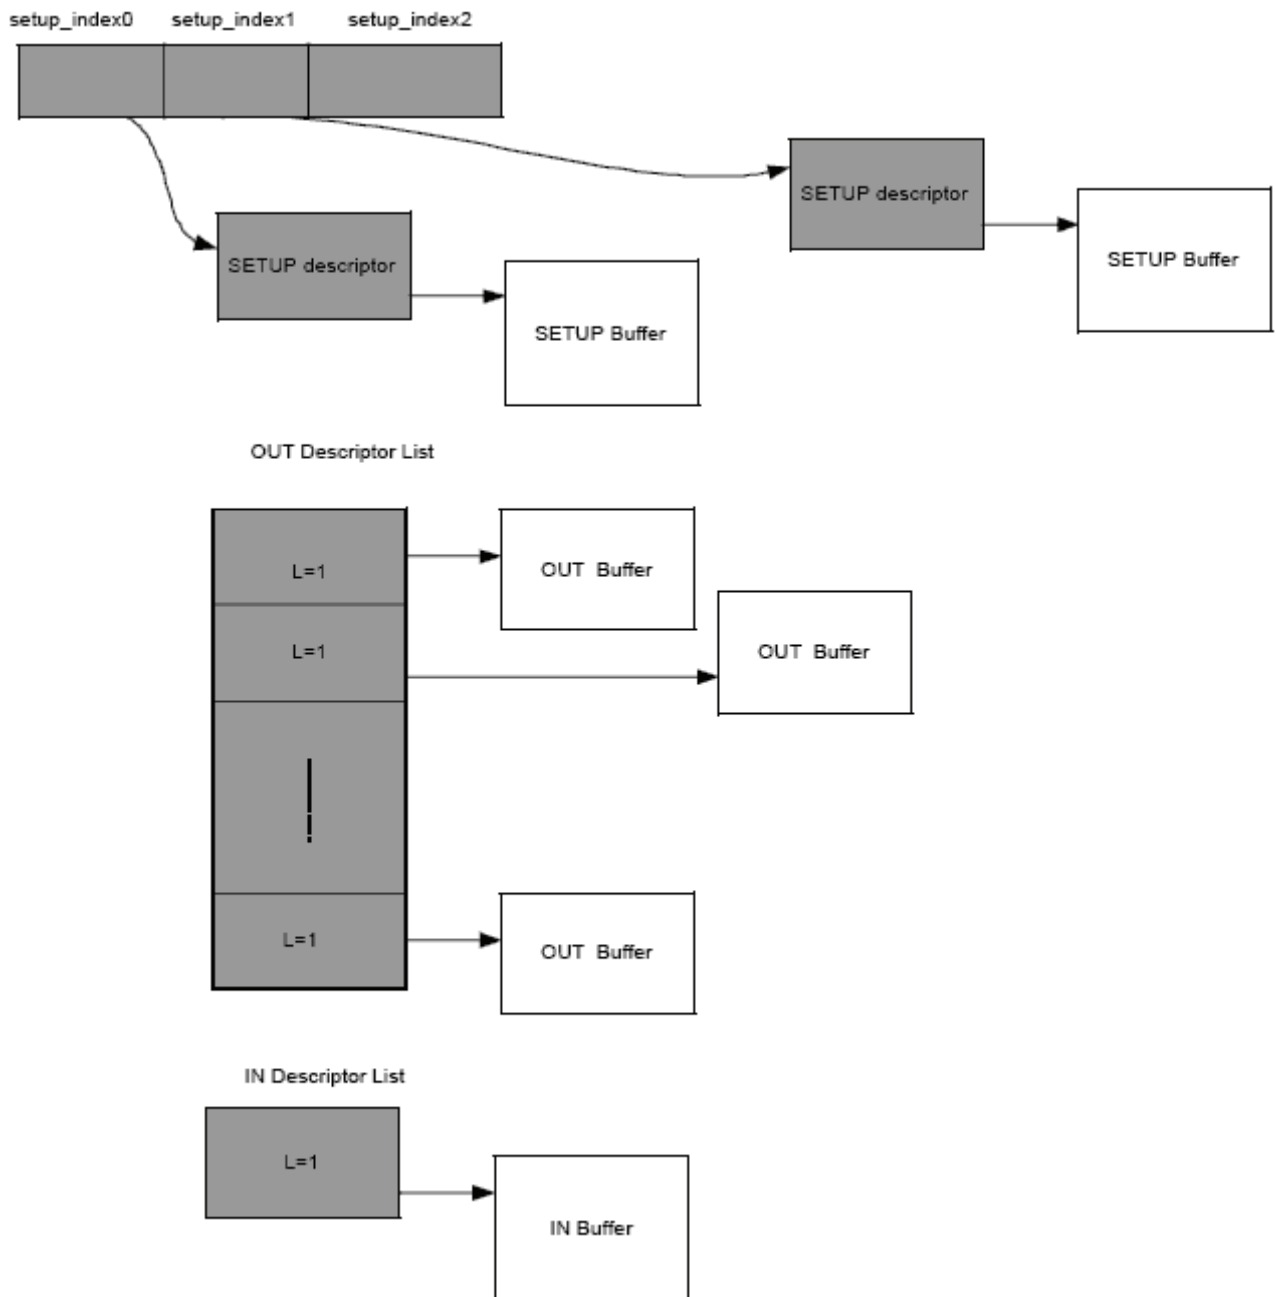 setup_index0 setup_index1 setup_index2
SETUP descriptor
SETUP Buffer
SETUP descriptor
SETUP Buffer
OUT Descriptor List
L=1
OUT Buffer
L=1
OUT Buffer
L=1
OUT Buffer
IN Descriptor List
L=1
IN Buffer